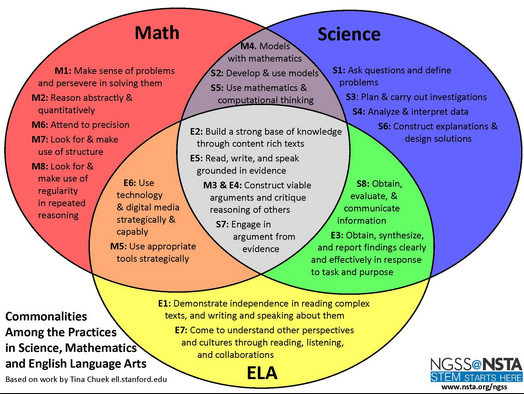 Math
Science
M4. Models
with mathematics
S2: Develop & use models
S5: Use mathematics &
computational thinking
M1: Make sense of problems
and persevere in solving them
M2: Reason abstractly &
quantitatively
M6: Attend to precision
M7: Look for & make
use of structure
M8: Look for &
make use of
regularity
in repeated
reasoning
S1: Ask questions and define
problems
S3: Plan & carry out investigations
S4: Analyze & interpret data
S6: Construct explanations &
design solutions
E2: Build a strong base of knowledge
through content rich texts
E5: Read, write, and speak
grounded in evidence
M3 & E4: Construct viable
arguments and critique
reasoning of others
S7: Engage in
argument from
evidence
E6: Use
technology
& digital media
strategically &
capably
M5: Use appropriate
tools strategically
S8: Obtain,
evaluate, &
communicate
information
E3: Obtain, synthesize,
and report findings clearly
and effectively in response
to task and purpose
E1: Demonstrate independence in reading complex
texts, and writing and speaking about them
E7: Come to understand other perspectives
and cultures through reading, listening,
and collaborations
ELA
Commonalities
Among the Practices
in Science, Mathematics
and English Language Arts
Based on work by Tina Chuek ell.stanford.edu
NGSS@NSTA
STEM STARTS HERE
www.nsta.org/ngss